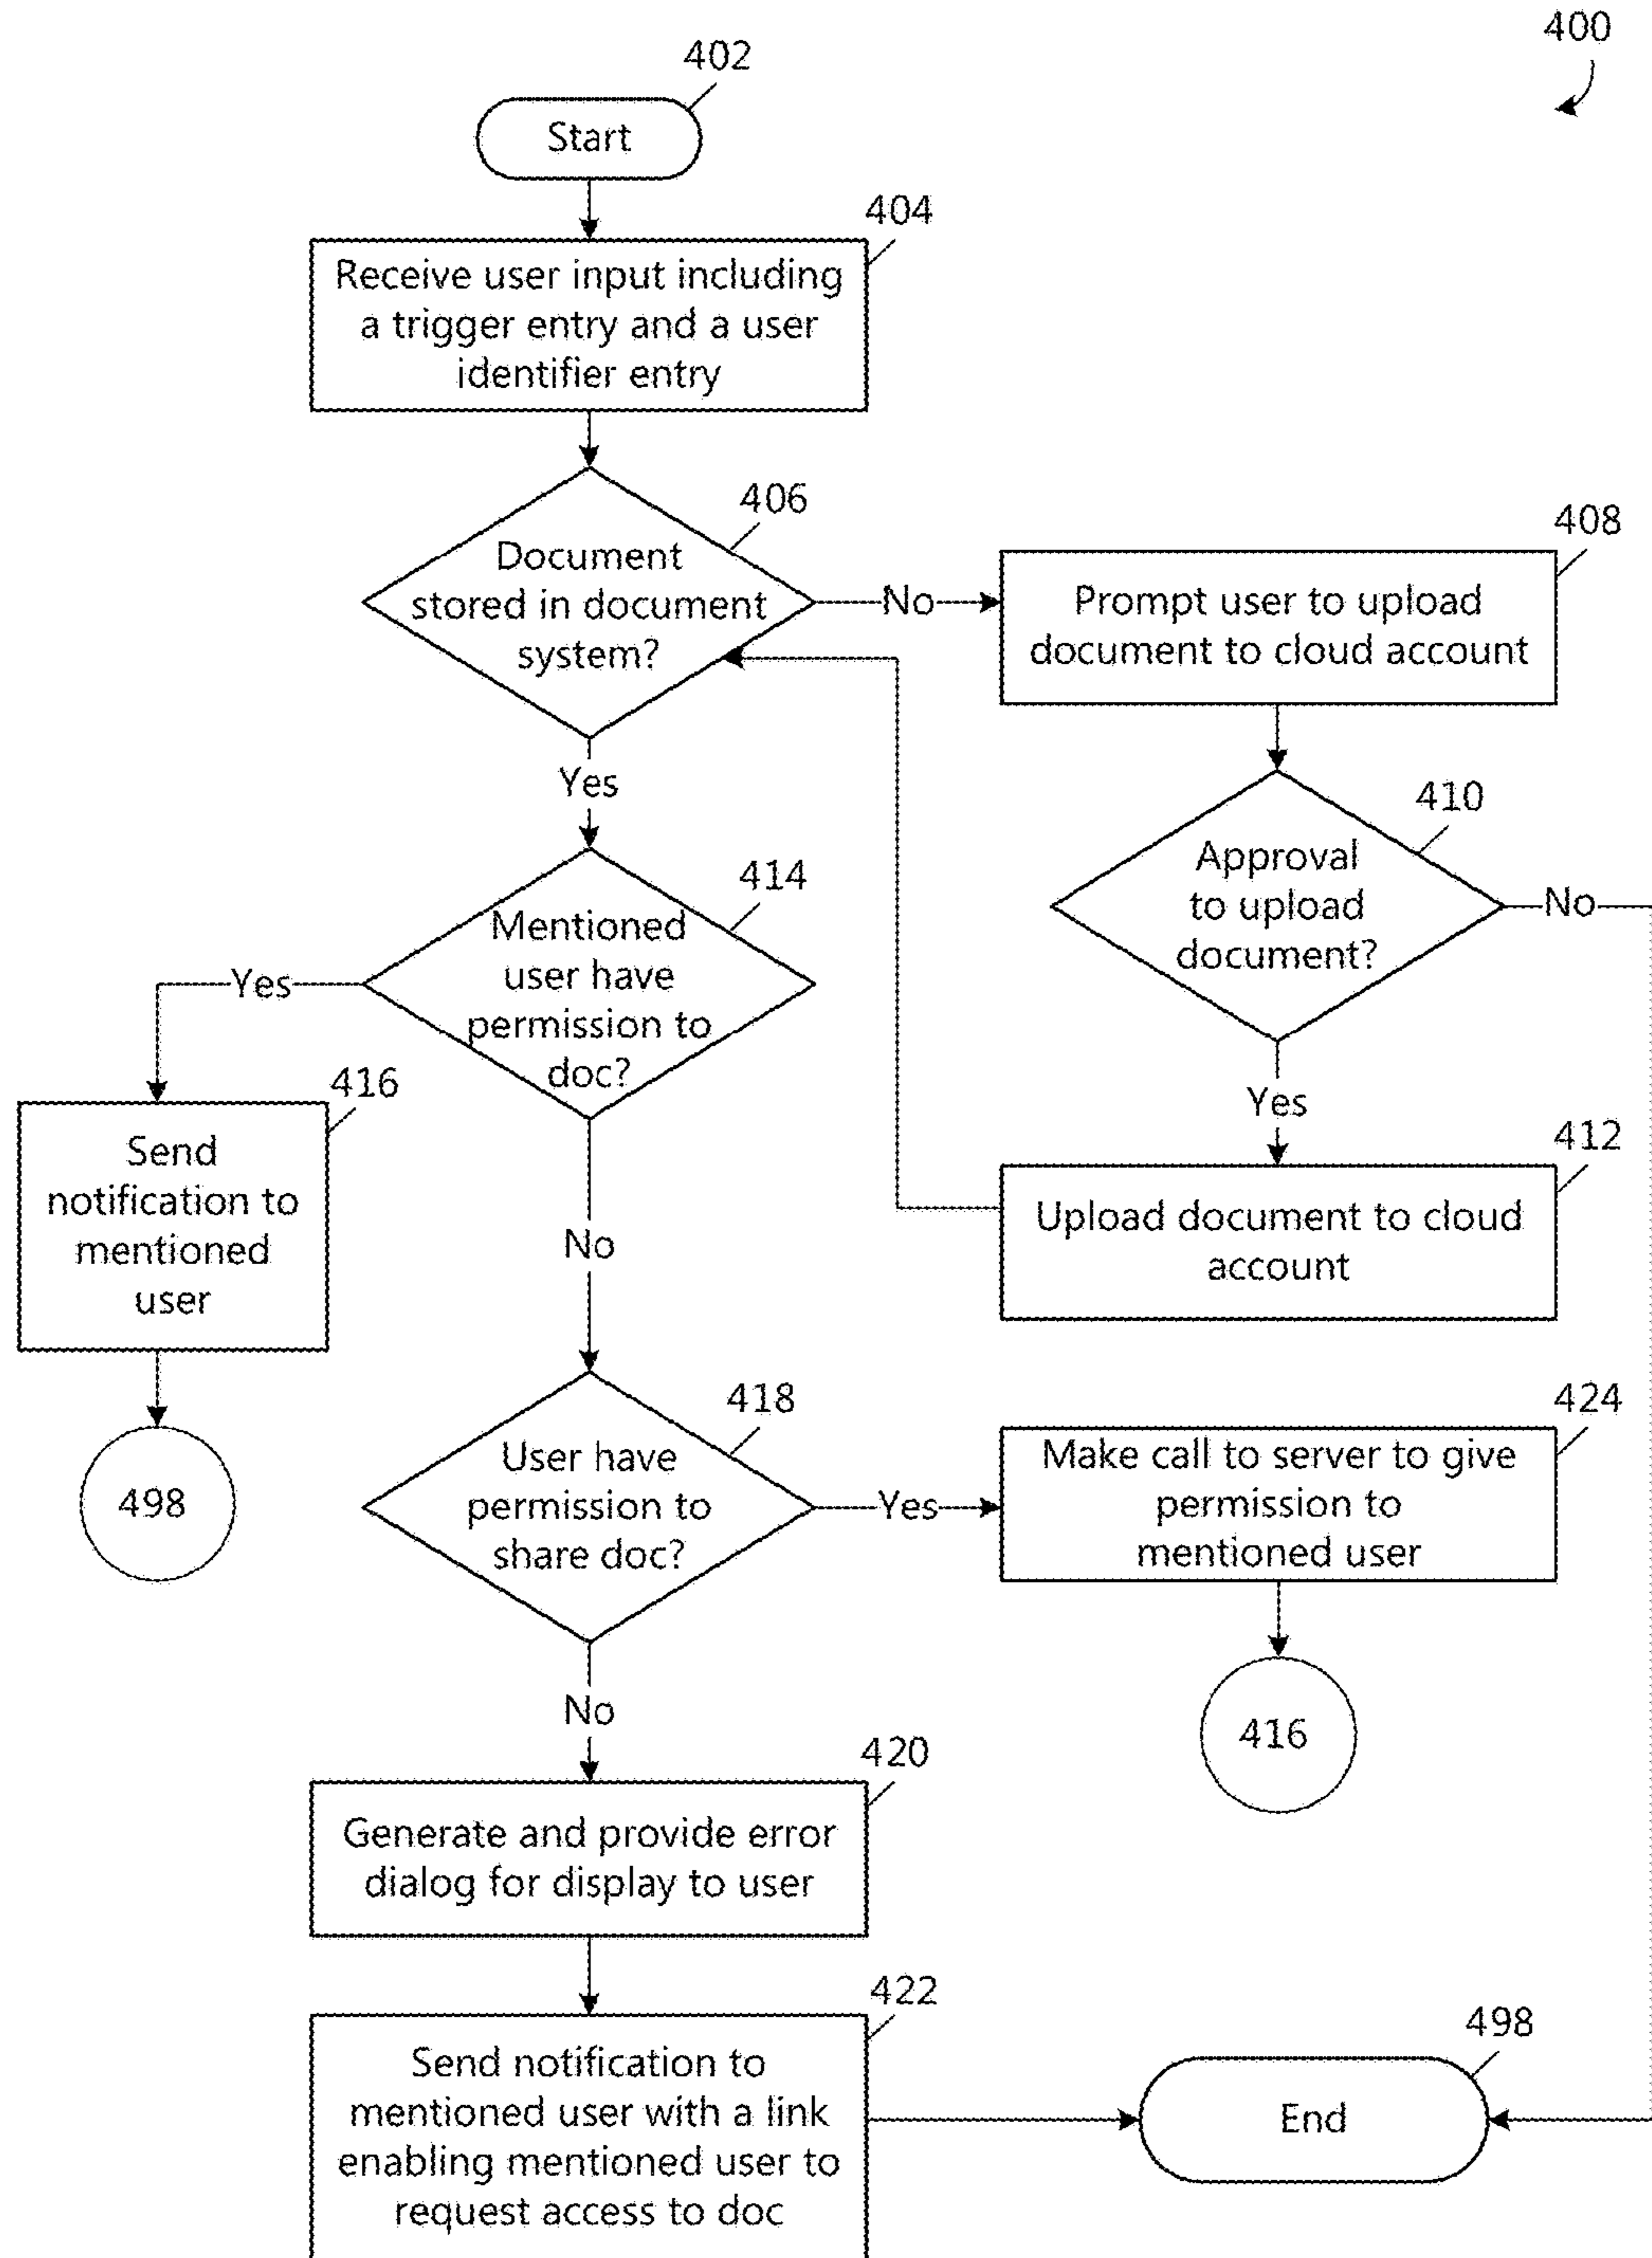 400
402
Start
404
Receive user input including
a trigger entry and a user
identifier entry
406
Document
stored in document
system?
No
408
Prompt user to upload
document to cloud account
Yes
410
Approval
to upload
document?
No
414
Mentioned
user have
permission to
doc?
Yes
416
Send
notification to
mentioned
user
498
Yes
412
Upload document to cloud
account
No
418
User have
permission to
share doc?
Yes
424
Make call to server to give
permission to
mentioned user
416
No
420
Generate and provide error
dialog for display to user
422
Send notification to
mentioned user with a link
enabling mentioned user to
request access to doc
498
End